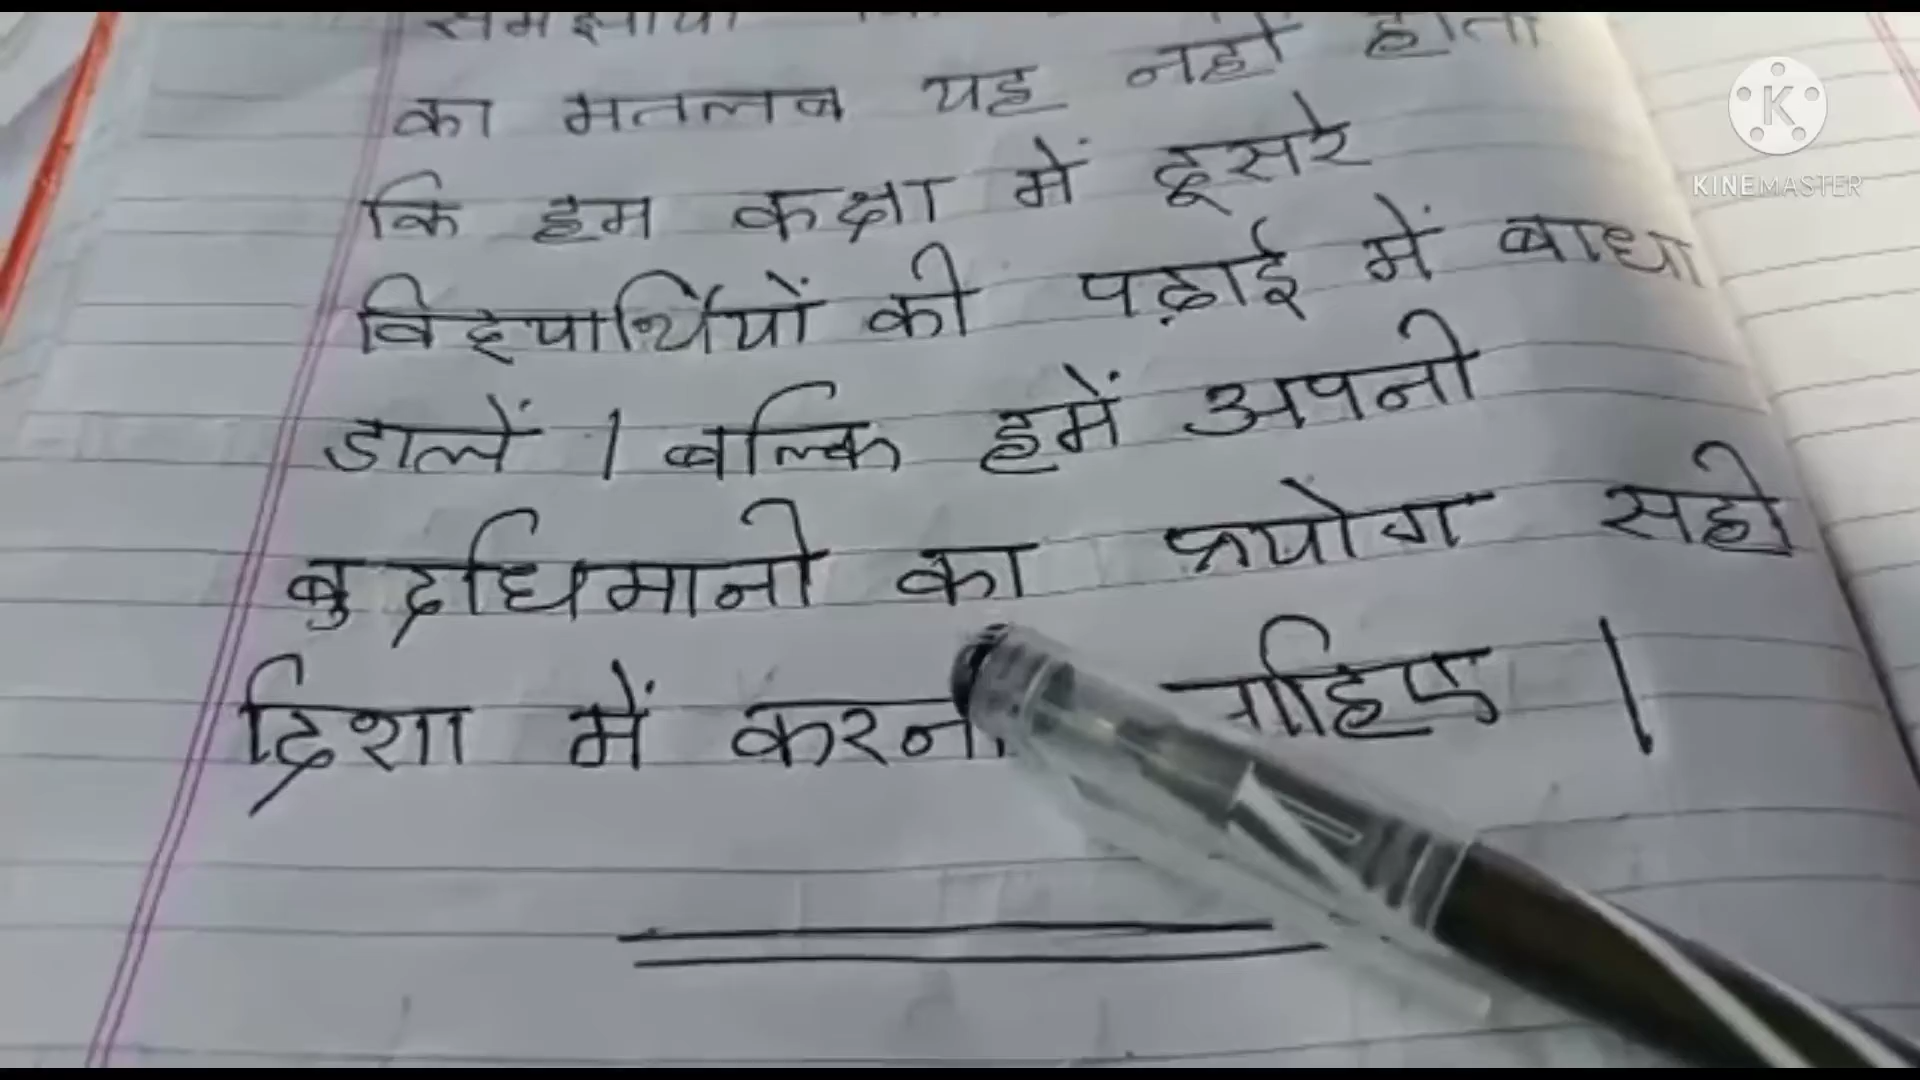 का मतलब यह नहीं होता
कि हम कक्षा में दूसरे
विद्यार्थियों की पढ़ाई में बाधा
डालें । बल्कि हमें अपनी
बुद्धिमानी का प्रयोग सही
दिशा में करना चाहिए ।
K
KINEMASTER